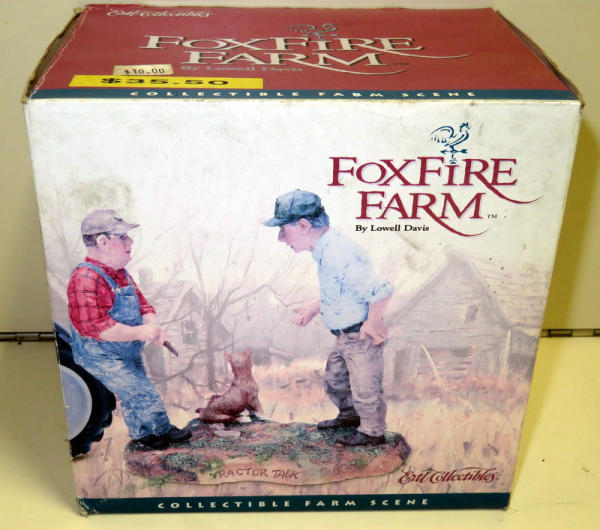 Ertl Collectibles
FOXFIRE
FARM™
By Lowell Davis
$10.00
$35.50
COLLECTIBLE FARM SCENE
FOXFIRE
FARM™
By Lowell Davis
TRACTOR TALK
Ertl Collectibles
COLLECTIBLE FARM SCENE